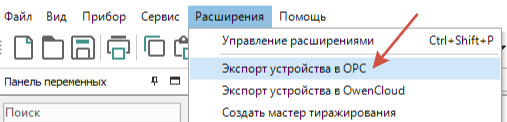 Файл Вид Прибор Сервис Расширения Помощь
Управление расширениями Ctrl+Shift+P
Экспорт устройства в OPC
Панель переменных
Экспорт устройства в OwenCloud
Поиск
Создать мастер тиражирования